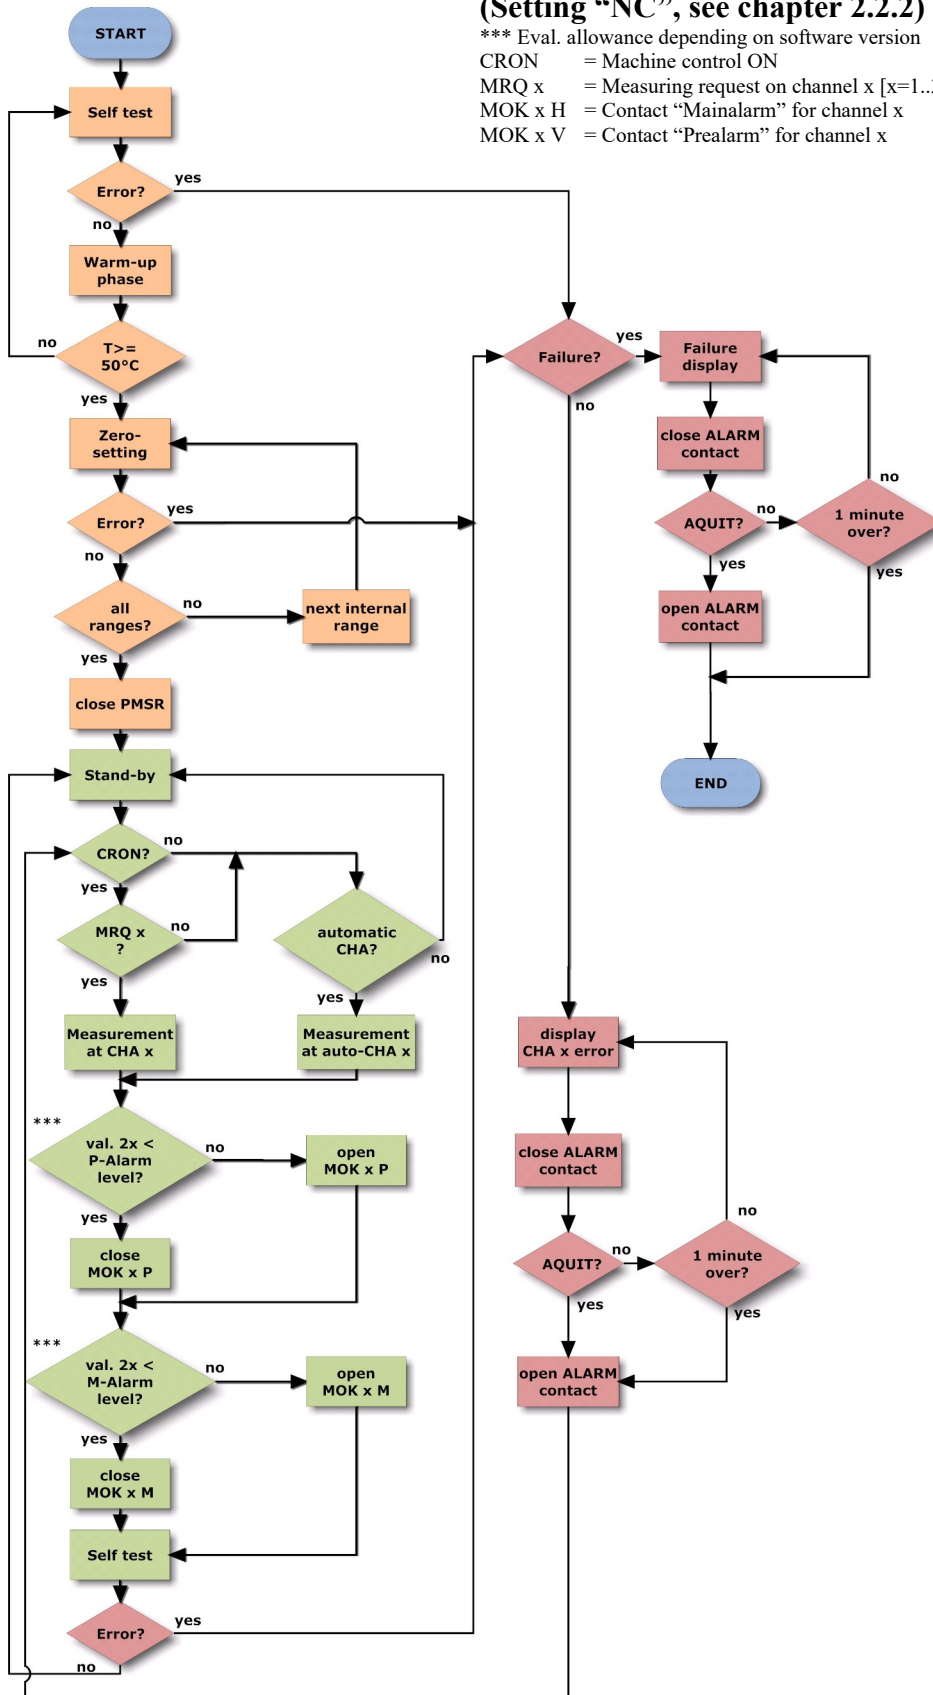 (Setting “NC”, see chapter 2.2.2)
*** Eval. allowance depending on software version
CRON = Machine control ON
MRQ x = Measuring request on channel x [x=1..
MOK x H = Contact “Mainalarm” for channel x
MOK x V = Contact “Prealarm” for channel x
START
Self test
Error?
yes
no
Warm-up
phase
T>=
50°C
no
yes
Zero-
setting
Error?
yes
no
all
ranges?
no
yes
next internal
range
close PMSR
Stand-by
CRON?
no
yes
MRQ x
?
no
yes
automatic
CHA?
no
yes
Measurement
at CHA x
Measurement
at auto-CHA x
***
val. 2x <
P-Alarm
level?
no
yes
open
MOK x P
close
MOK x P
***
val. 2x <
M-Alarm
level?
no
yes
open
MOK x M
close
MOK x M
Self test
Error?
yes
no
Failure?
yes
no
Failure
display
close ALARM
contact
AQUIT?
no
yes
1 minute
over?
no
yes
open ALARM
contact
END
display
CHA x error
close ALARM
contact
AQUIT?
no
yes
1 minute
over?
no
yes
open ALARM
contact